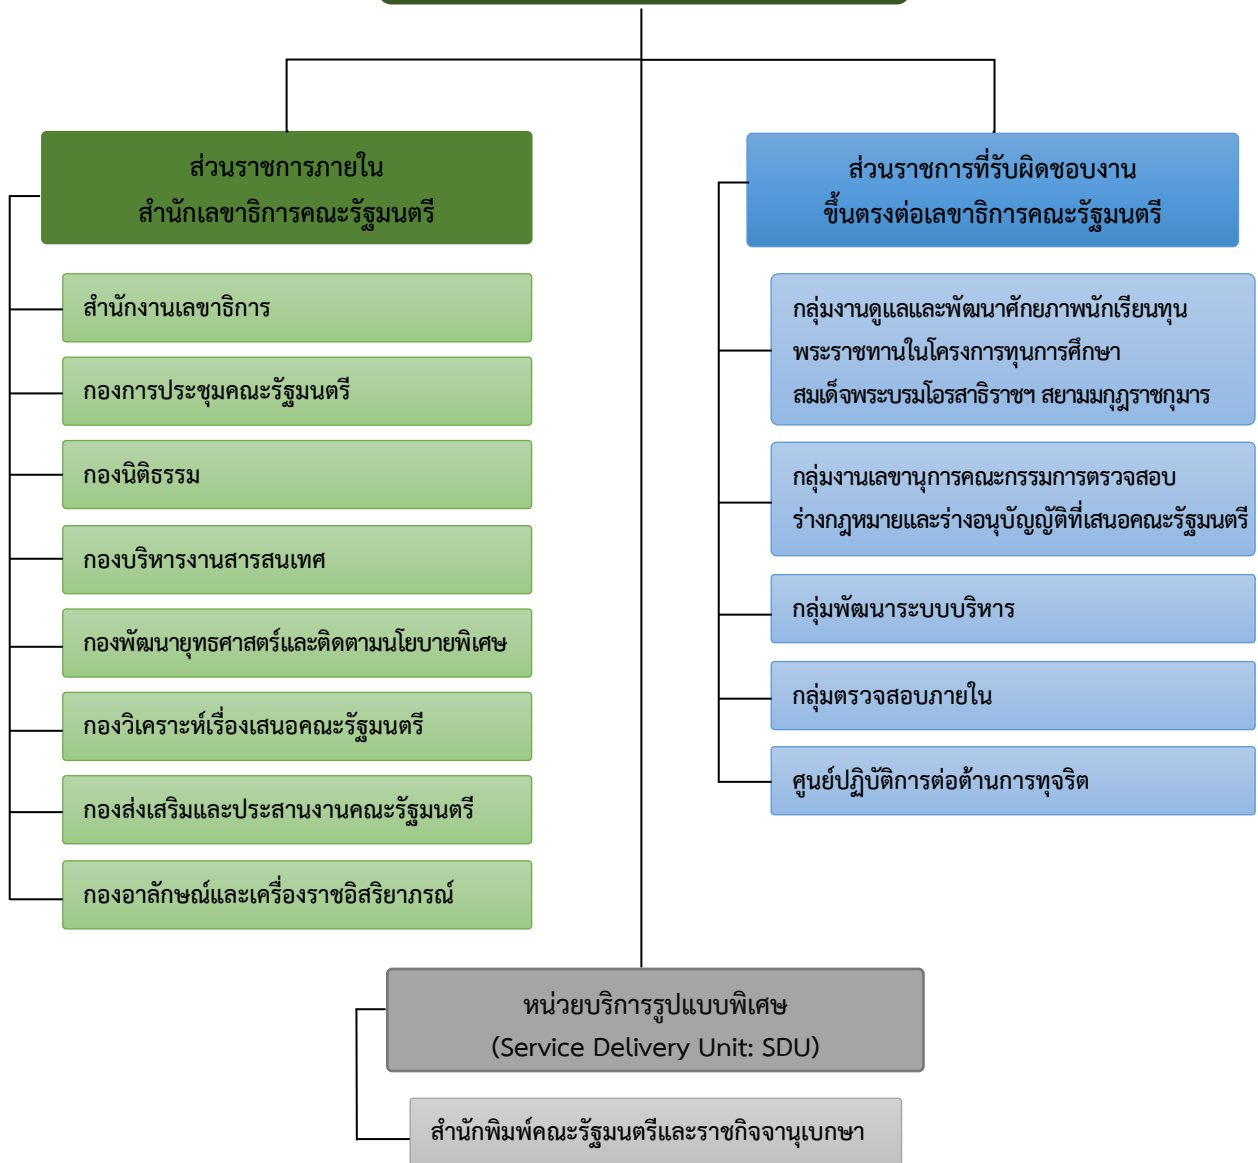 ส่วนราชการภายใน
สำนักเลขาธิการคณะรัฐมนตรี
สำนักงานเลขาธิการ
กองการประชุมคณะรัฐมนตรี
กองนิติธรรม
กองบริหารงานสารสนเทศ
กองพัฒนายุทธศาสตร์และติดตามนโยบายพิเศษ
กองวิเคราะห์เรื่องเสนอคณะรัฐมนตรี
กองส่งเสริมและประสานงานคณะรัฐมนตรี
กองอาลักษณ์และเครื่องราชอิสริยาภรณ์
ส่วนราชการที่รับผิดชอบงาน
ขึ้นตรงต่อเลขาธิการคณะรัฐมนตรี
กลุ่มงานดูแลและพัฒนาศักยภาพนักเรียนทุน
พระราชทานในโครงการทุนการศึกษา
สมเด็จพระบรมโอรสาธิราชฯ สยามมกุฎราชกุมาร
กลุ่มงานเลขานุการคณะกรรมการตรวจสอบ
ร่างกฎหมายและร่างอนุบัญญัติที่เสนอคณะรัฐมนตรี
กลุ่มพัฒนาระบบบริหาร
กลุ่มตรวจสอบภายใน
ศูนย์ปฏิบัติการต่อต้านการทุจริต
หน่วยบริการรูปแบบพิเศษ
(Service Delivery Unit: SDU)
สำนักพิมพ์คณะรัฐมนตรีและราชกิจจานุเบกษา